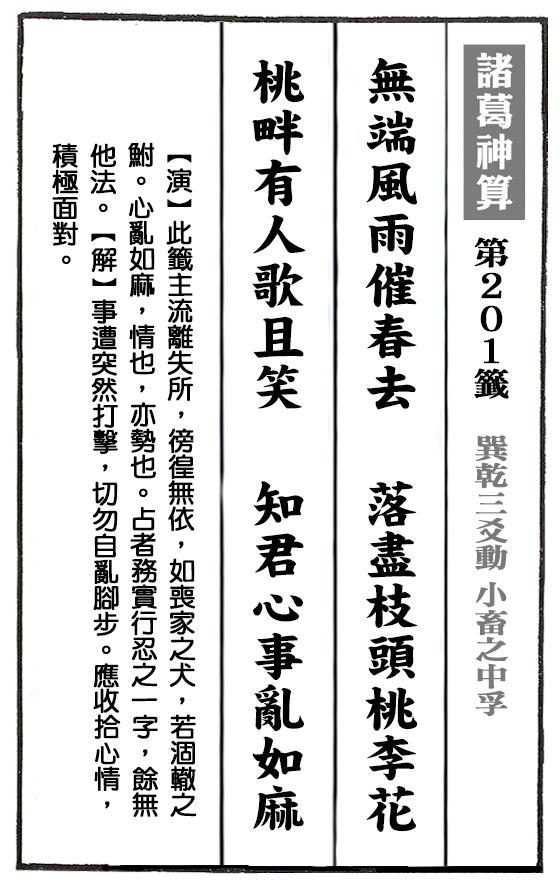 諸葛神算 第201籤 巽乾三爻動 小畜之中孚
無端風雨催春去 落盡枝頭桃李花
桃畔有人歌且笑 知君心事亂如麻
【演】此籤主流離失所，徬徨無依，如喪家之犬，若涸轍之
鮒。心亂如麻，情也，亦勢也。占者務實行忍之一字，餘無
他法。【解】事遭突然打擊，切勿自亂腳步。應收拾心情，
積極面對。